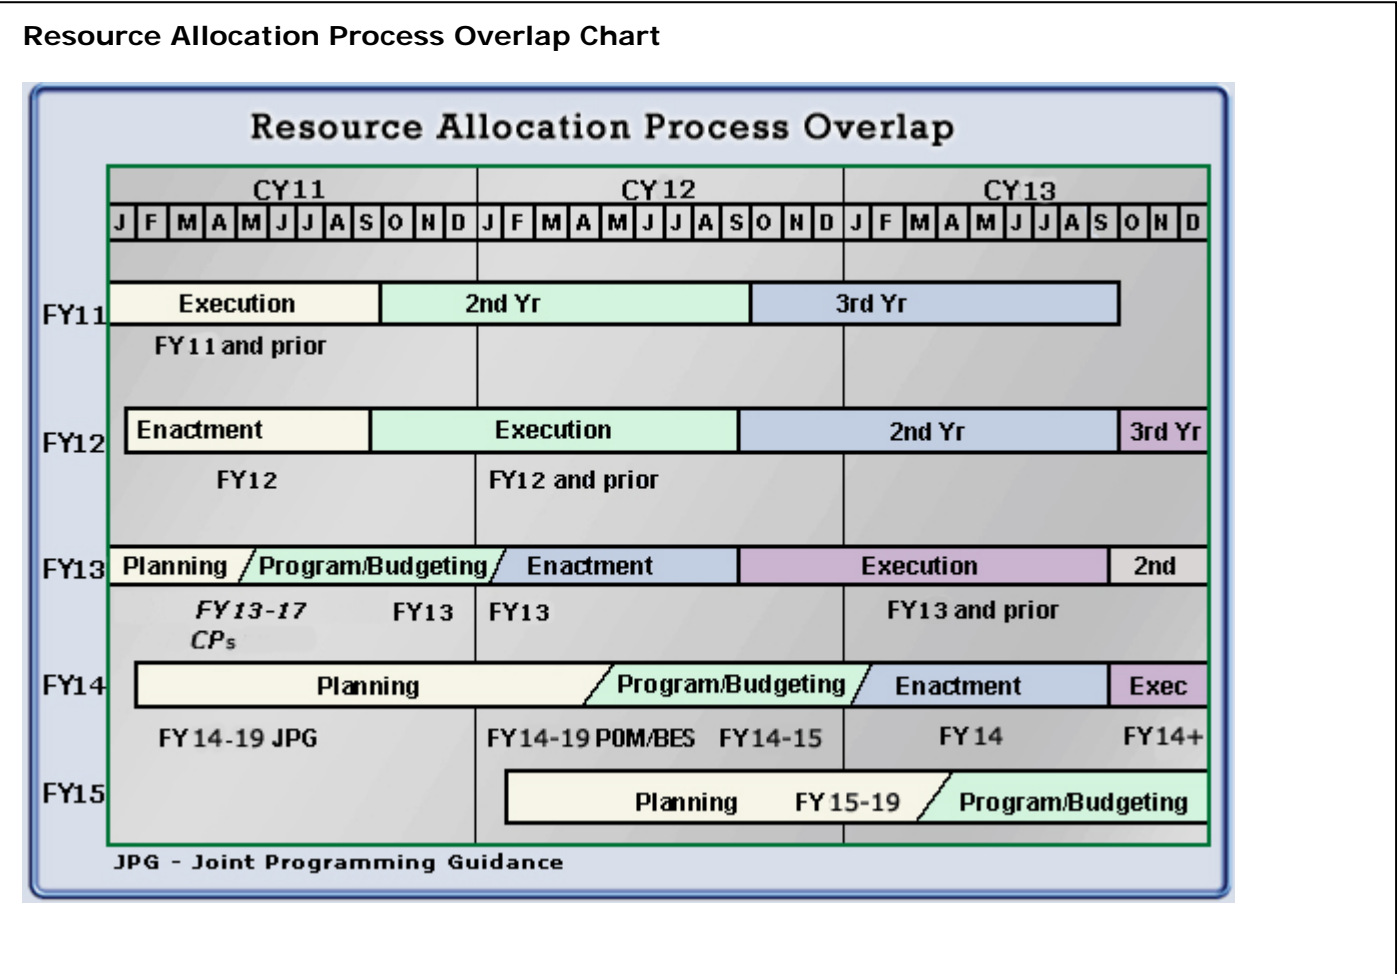 Resource Allocation Process Overlap Chart
Resource Allocation Process Overlap
CY11 CY12 CY13
J F M A M J J A S O N D J F M A M J J A S O N D J F M A M J J A S O N D
FY11 Execution 2nd Yr 3rd Yr
FY11 and prior
FY12 Enactment Execution 2nd Yr 3rd Yr
FY12 FY12 and prior
FY13 Planning Program/Budgeting Enactment Execution 2nd
FY13-17 FY13 FY13 FY13 and prior
CPs
FY14 Planning Program/Budgeting Enactment Exec
FY14-19 JPG FY14-19 POM/BES FY14-15 FY14 FY14+
FY15 Planning FY15-19 Program/Budgeting
JPG - Joint Programming Guidance